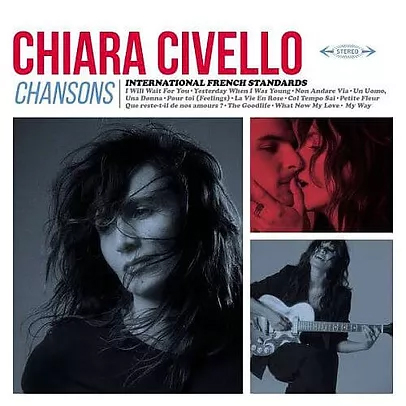 CHIARA CIVELLO
STEREO
CHANSONS
INTERNATIONAL FRENCH STANDARDS
I Will Wait For You • Yesterday When I Was Young • Non Andare Via • Un Uomo,
Una Donna • Pour toi (Feelings) • La Vie En Rose • Col Tempo Sai • Petite Fleur
Que reste-t-il de nos amours ? • The Goodlife • What Now My Love • My Way